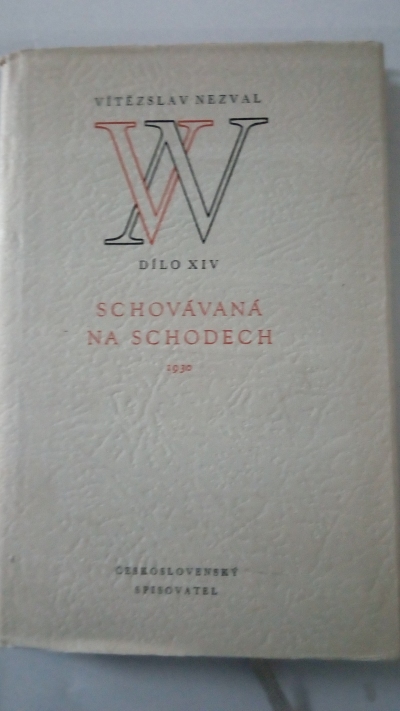 VÍTĚZSLAV NEZVAL
VN
DÍLO XIV
SCHOVÁVANÁ
NA SCHODECH
1930
ČESKOSLOVENSKÝ
SPISOVATEL